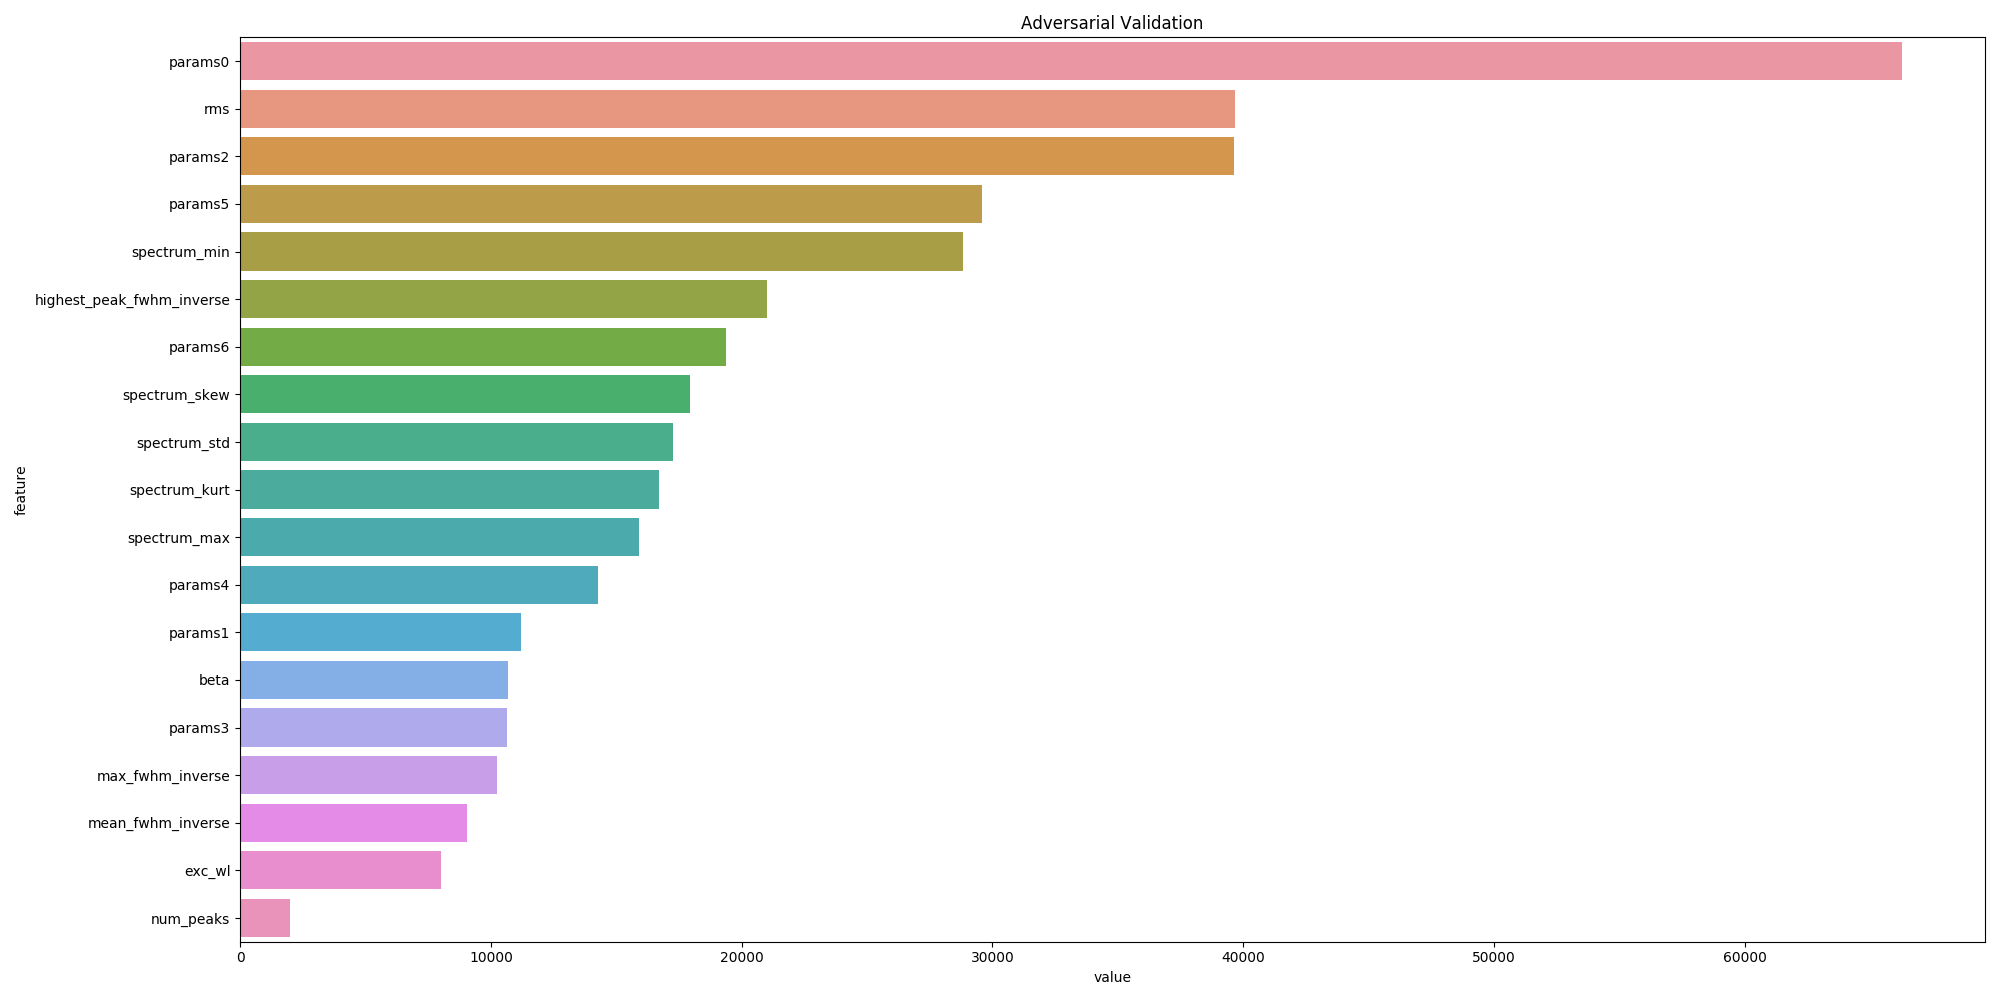 Adversarial Validation
params0
rms
params2
params5
spectrum_min
highest_peak_fwhm_inverse
params6
spectrum_skew
spectrum_std
spectrum_kurt
spectrum_max
params4
params1
beta
params3
max_fwhm_inverse
mean_fwhm_inverse
exc_wl
num_peaks
feature
0 10000 20000 30000 40000 50000 60000
value